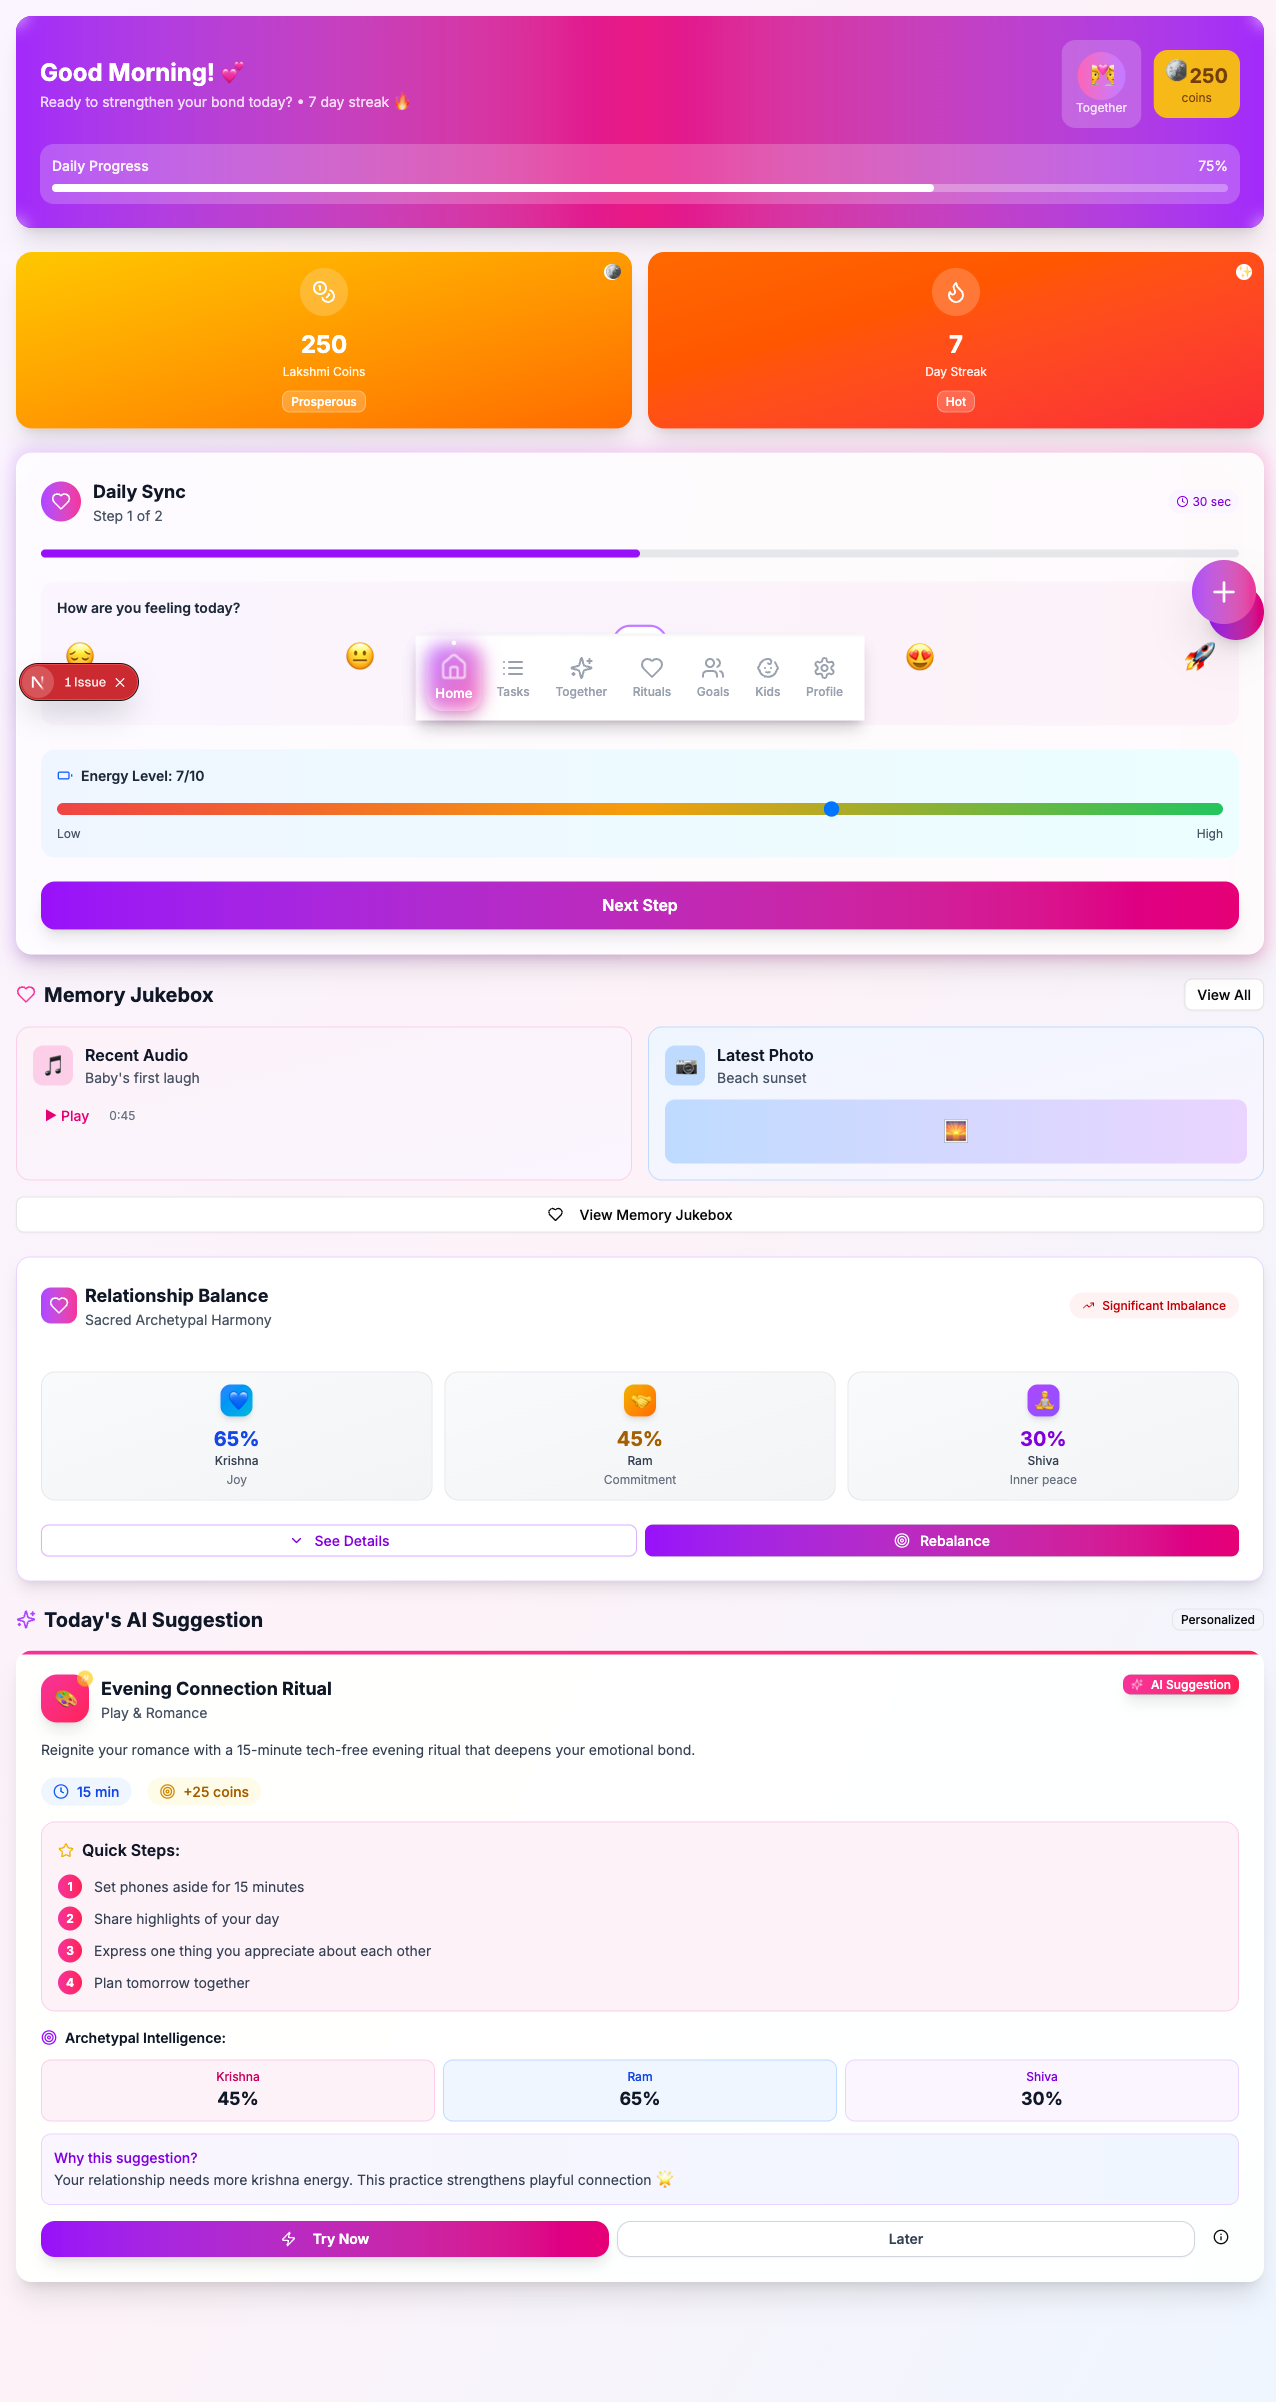 Good Morning! 💕
Ready to strengthen your bond today? • 7 day streak 🔥
Together
250
coins
Daily Progress
75%
250
Lakshmi Coins
Prosperous
7
Day Streak
Hot
Daily Sync
Step 1 of 2
30 sec
How are you feeling today?
N 1 Issue
Home
Tasks
Together
Rituals
Goals
Kids
Profile
Energy Level: 7/10
Low
High
Next Step
Memory Jukebox
View All
Recent Audio
Baby's first laugh
Play 0:45
Latest Photo
Beach sunset
View Memory Jukebox
Relationship Balance
Sacred Archetypal Harmony
Significant Imbalance
65%
Krishna
Joy
45%
Ram
Commitment
30%
Shiva
Inner peace
See Details
Rebalance
Today's AI Suggestion
Personalized
Evening Connection Ritual
Play & Romance
AI Suggestion
Reignite your romance with a 15-minute tech-free evening ritual that deepens your emotional bond.
15 min
+25 coins
Quick Steps:
1 Set phones aside for 15 minutes
2 Share highlights of your day
3 Express one thing you appreciate about each other
4 Plan tomorrow together
Archetypal Intelligence:
Krishna
45%
Ram
65%
Shiva
30%
Why this suggestion?
Your relationship needs more krishna energy. This practice strengthens playful connection 🌟
Try Now
Later